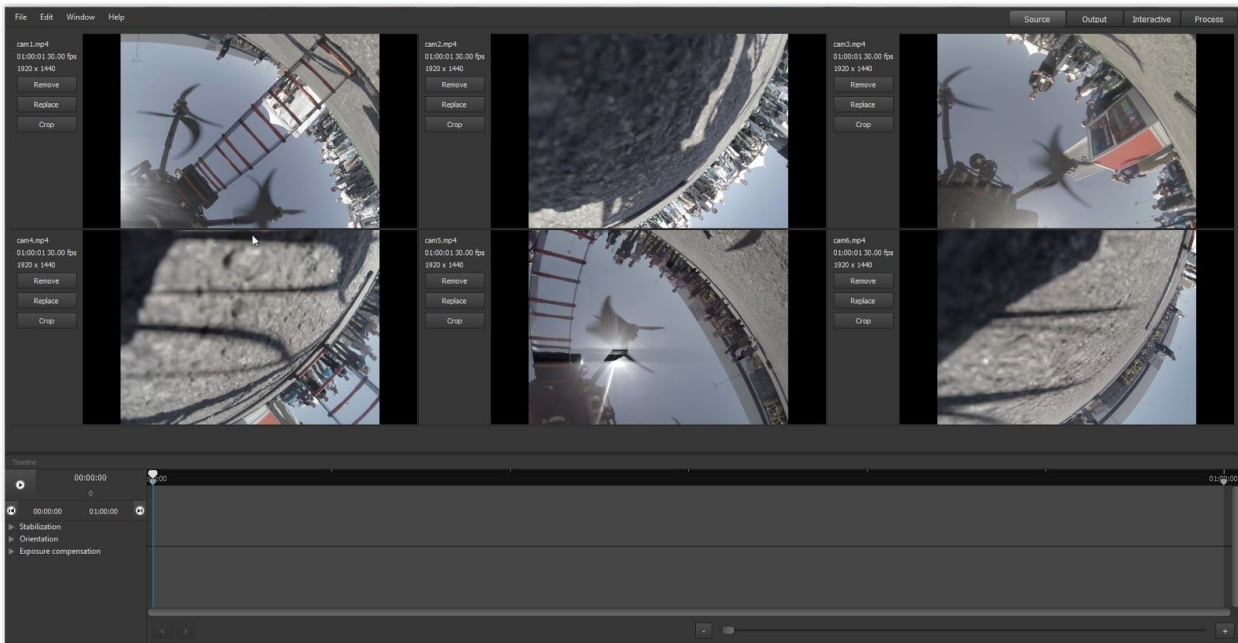 File Edit Window Help
Source Output Interactive Process
cam1.mp4
01:00:01 30.00 fps
1920 x 1440
Remove
Replace
Crop
cam2.mp4
01:00:01 30.00 fps
1920 x 1440
Remove
Replace
Crop
cam3.mp4
01:00:01 30.00 fps
1920 x 1440
Remove
Replace
Crop
cam4.mp4
01:00:01 30.00 fps
1920 x 1440
Remove
Replace
Crop
cam5.mp4
01:00:01 30.00 fps
1920 x 1440
Remove
Replace
Crop
cam6.mp4
01:00:01 30.00 fps
1920 x 1440
Remove
Replace
Crop
Timeline
00:00:00
0
00:00:00 01:00:00
Stabilization
Orientation
Exposure compensation
01:00:00
< >
- +